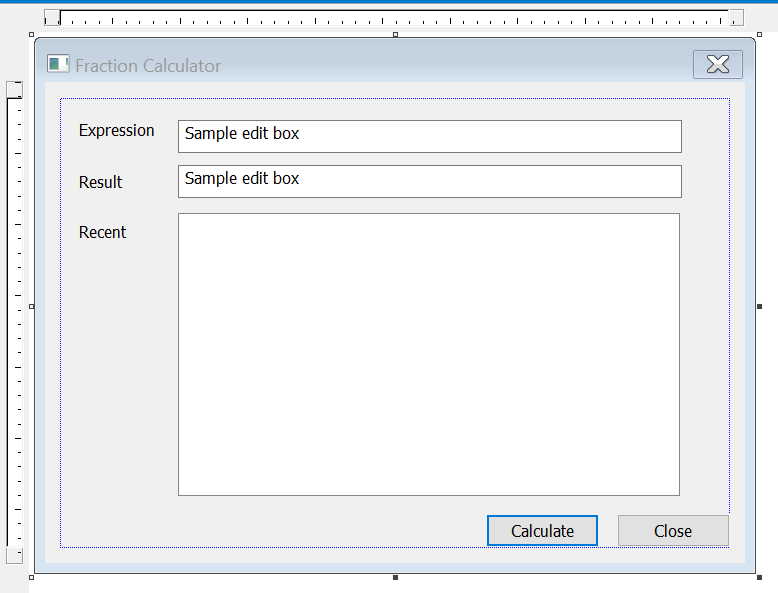 Fraction Calculator
Expression
Sample edit box
Result
Sample edit box
Recent
Calculate
Close